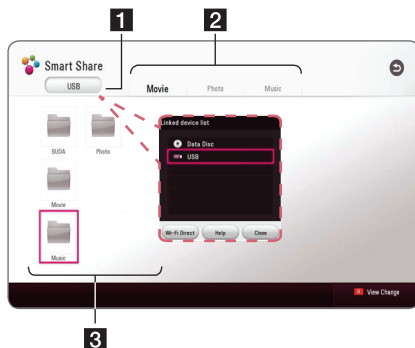 1
2
Smart Share
USB
Movie
Photo
Music
BUDA
Photo
Movie
Music
Linked device list
Data Disc
USB
Wi-Fi Direct
Help
Close
View Change
3